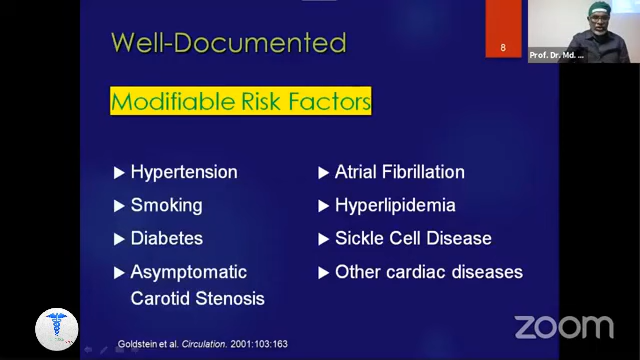 Well-Documented
8
Prof. Dr. Md. ...
Modifiable Risk Factors
Hypertension
Smoking
Diabetes
Asymptomatic
Carotid Stenosis
Atrial Fibrillation
Hyperlipidemia
Sickle Cell Disease
Other cardiac diseases
Goldstein et al. Circulation. 2001:103:163
zoom